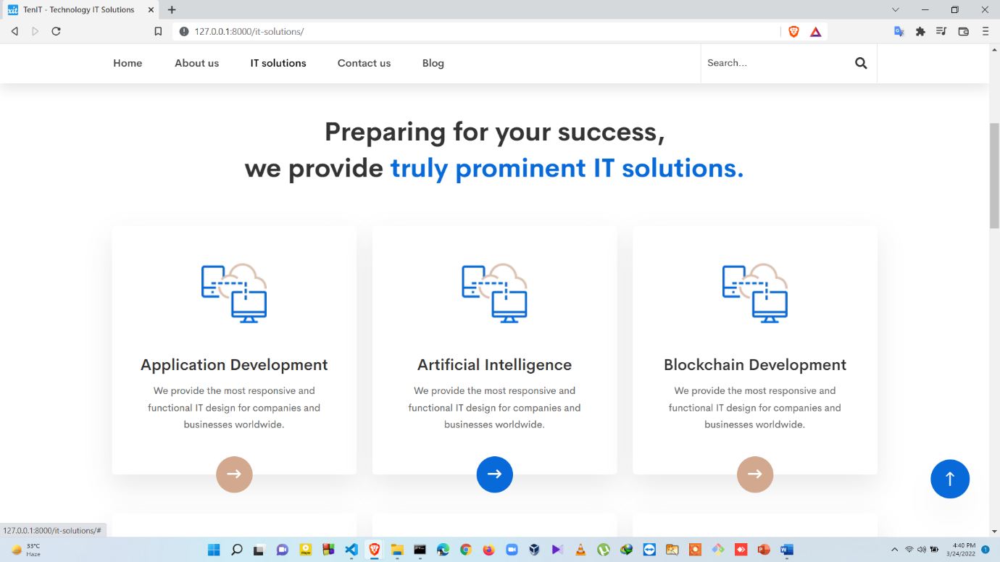 xit TenIT - Technology IT Solutions
127.0.0.1:8000/it-solutions/
Home About us IT solutions Contact us Blog Search...
Preparing for your success,
we provide truly prominent IT solutions.
Application Development
We provide the most responsive and
functional IT design for companies and
businesses worldwide.
Artificial Intelligence
We provide the most responsive and
functional IT design for companies and
businesses worldwide.
Blockchain Development
We provide the most responsive and
functional IT design for companies and
businesses worldwide.
127.0.0.1:8000/it-solutions/#
33°C
Haze
4:40 PM
3/24/2022
1